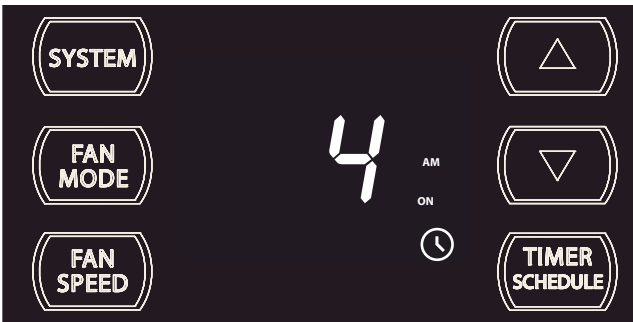 SYSTEM
FAN
MODE
4
AM
ON
FAN
SPEED
TIMER
SCHEDULE